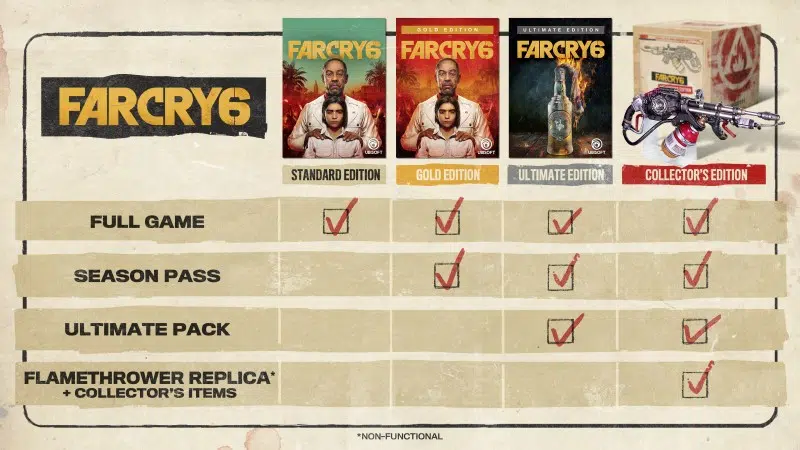 FARCRY6
FARCRY6
UBISOFT
STANDARD EDITION
GOLD EDITION
FARCRY6
UBISOFT
GOLD EDITION
ULTIMATE EDITION
FARCRY6
UBISOFT
ULTIMATE EDITION
FARCRY6
COLLECTOR'S EDITION
FULL GAME
SEASON PASS
ULTIMATE PACK
FLAMETHROWER REPLICA*
+ COLLECTOR'S ITEMS
*NON-FUNCTIONAL